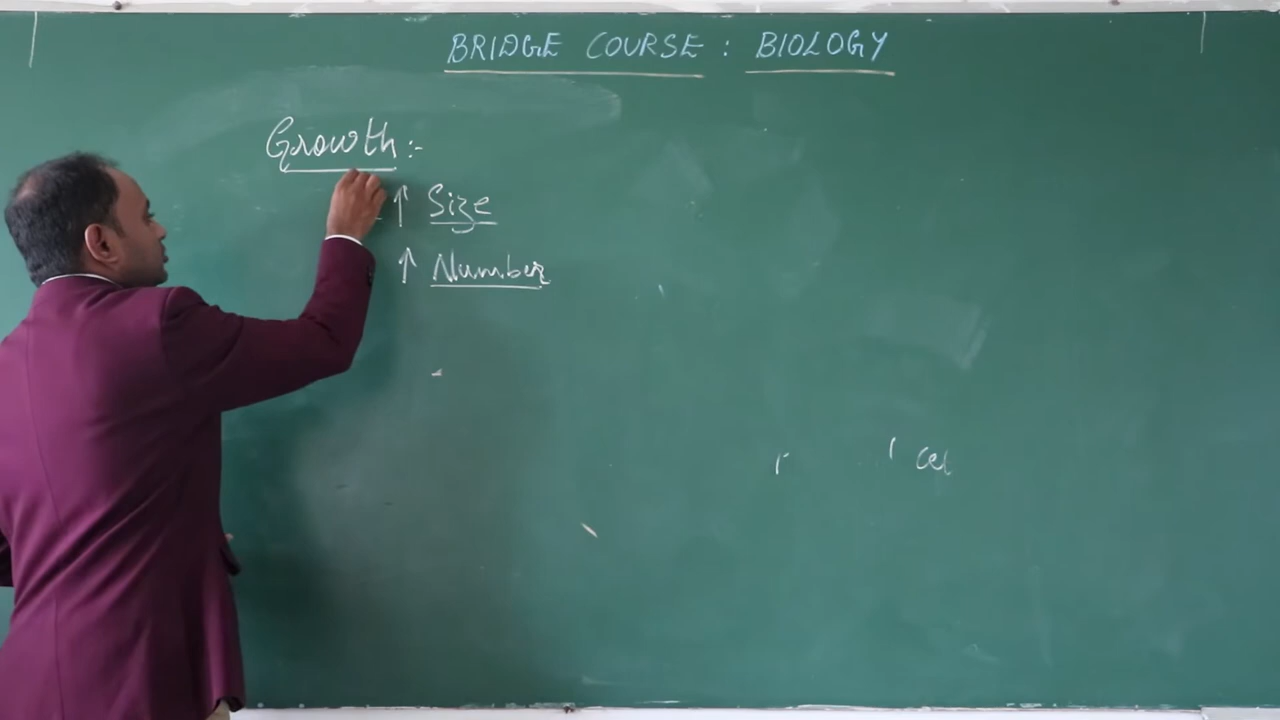 BRIDGE COURSE : BIOLOGY
Growth :-
↑ Size
↑ Number